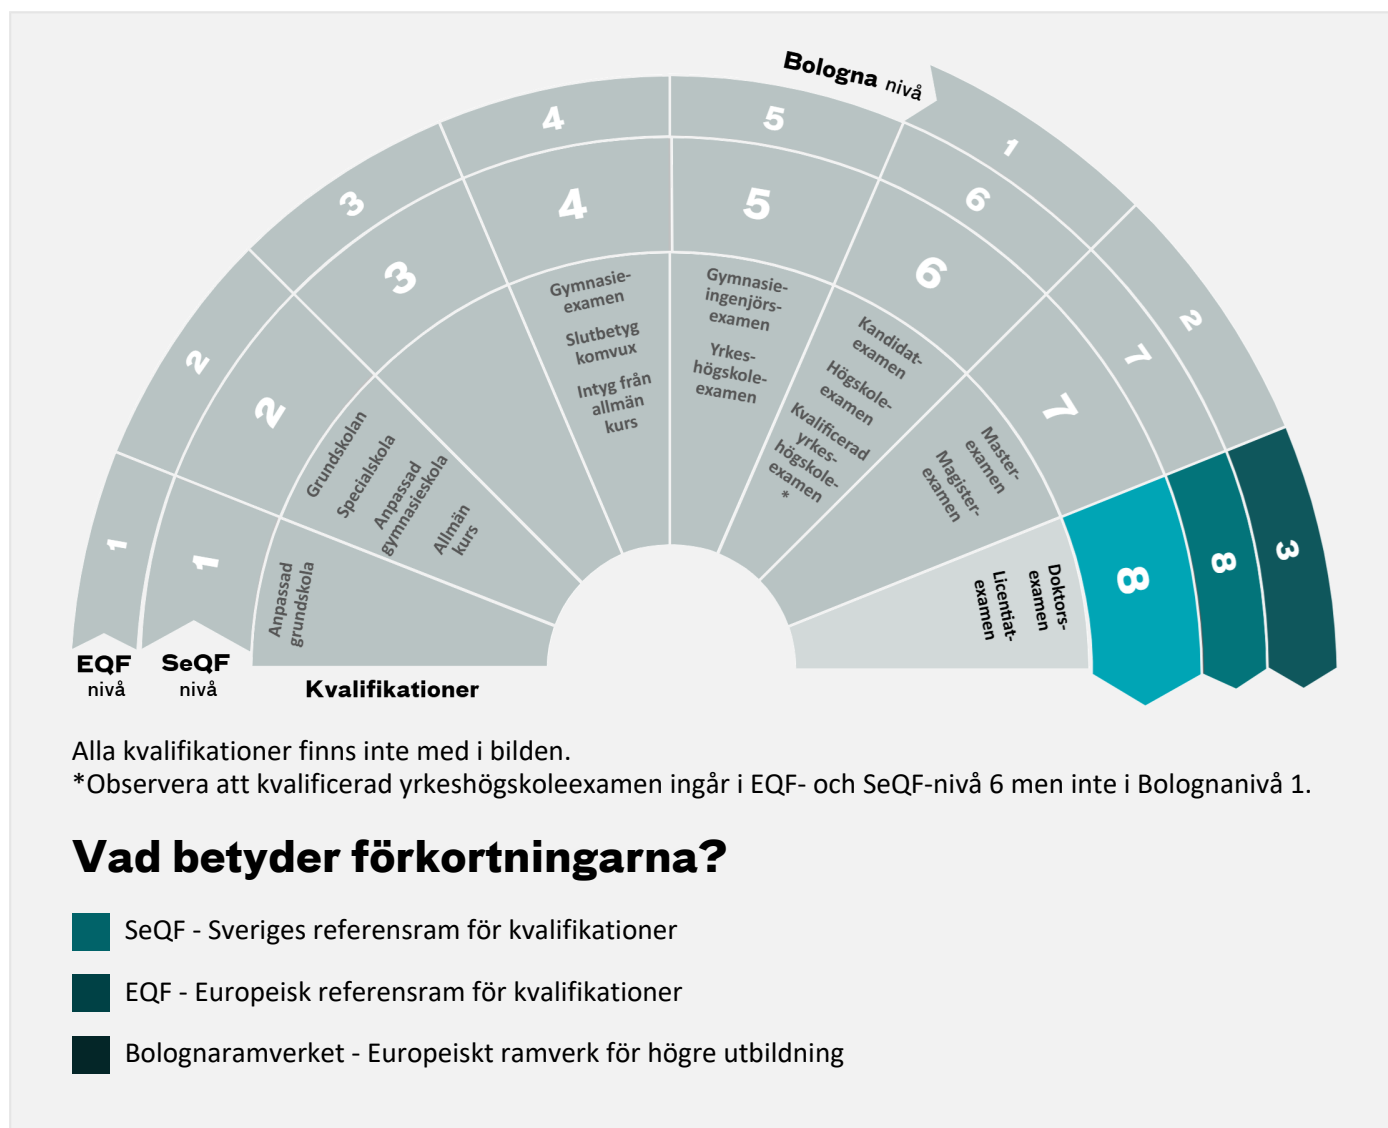 Bologna nivå
1
2
3
1
2
3
4
5
6
7
8
1
2
3
4
5
6
7
8
Anpassad
grundskola
Grundskolan
Specialskola
Anpassad
gymnasieskola
Allmän
kurs
Gymnasie-
examen
Slutbetyg
komvux
Intyg från
allmän
kurs
Gymnasie-
ingenjörs-
examen
Yrkes-
högskole-
examen
Kandidat-
examen
Högskole-
examen
Kvalificerad
yrkes-
högskole-
examen
*
Master-
examen
Magister-
examen
Doktors-
examen
Licentiat-
examen
EQF
nivå
SeQF
nivå
Kvalifikationer
Alla kvalifikationer finns inte med i bilden.
*Observera att kvalificerad yrkeshögskoleexamen ingår i EQF- och SeQF-nivå 6 men inte i Bolognanivå 1.
Vad betyder förkortningarna?
SeQF - Sveriges referensram för kvalifikationer
EQF - Europeisk referensram för kvalifikationer
Bolognaramverket - Europeiskt ramverk för högre utbildning